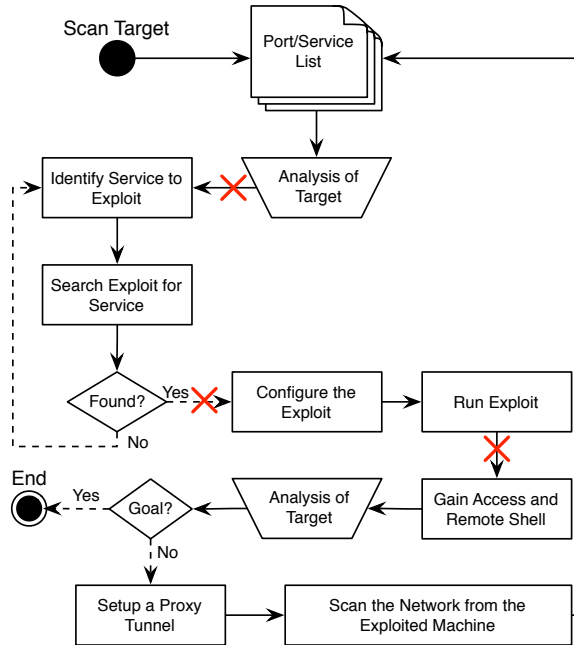 Scan Target
Port/Service
List
Identify Service to
Exploit
Analysis of
Target
Search Exploit for
Service
Found?
Yes
Configure the
Exploit
Run Exploit
No
End
Yes
Goal?
Analysis of
Target
Gain Access and
Remote Shell
No
Setup a Proxy
Tunnel
Scan the Network from the
Exploited Machine